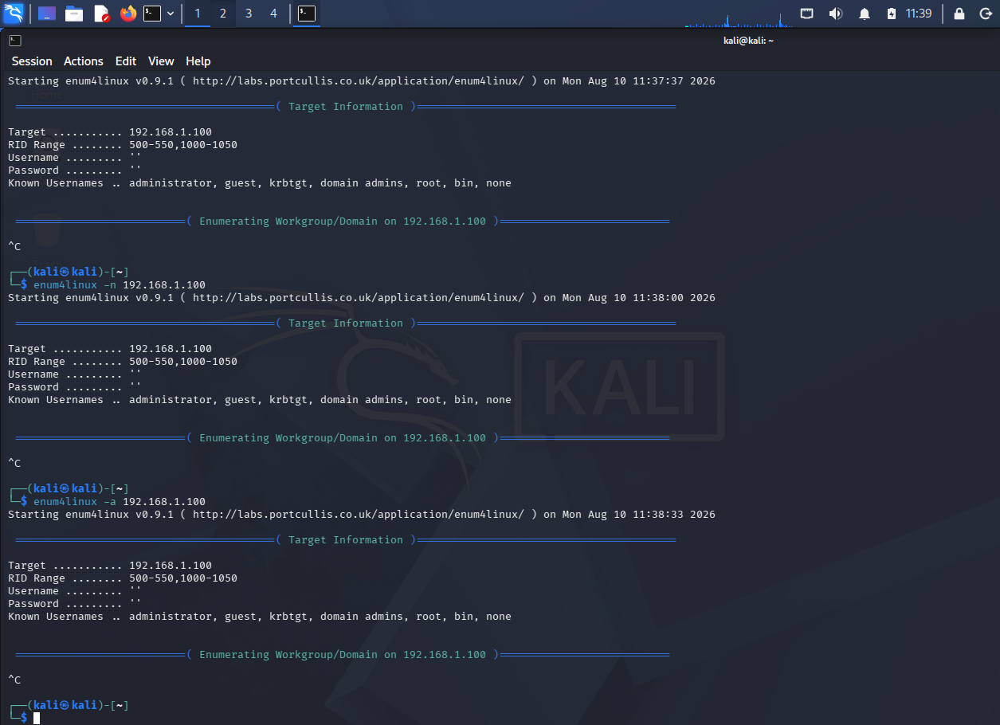 1 2 3 4 11:39
kali@kali: ~
Session Actions Edit View Help
Starting enum4linux v0.9.1 ( http://labs.portcullis.co.uk/application/enum4linux/ ) on Mon Aug 10 11:37:37 2026
Home
=========================================( Target Information )=========================================
Target ........... 192.168.1.100
RID Range ........ 500-550,1000-1050
Username ......... ''
Password ......... ''
Known Usernames .. administrator, guest, krbtgt, domain admins, root, bin, none
===========================( Enumerating Workgroup/Domain on 192.168.1.100 )===========================
^C
┌──(kali㉿kali)-[~]
└─$ enum4linux -n 192.168.1.100
Starting enum4linux v0.9.1 ( http://labs.portcullis.co.uk/application/enum4linux/ ) on Mon Aug 10 11:38:00 2026
=========================================( Target Information )=========================================
Target ........... 192.168.1.100
RID Range ........ 500-550,1000-1050
Username ......... ''
Password ......... ''
Known Usernames .. administrator, guest, krbtgt, domain admins, root, bin, none
KALI
===========================( Enumerating Workgroup/Domain on 192.168.1.100 )===========================
^C
┌──(kali㉿kali)-[~]
└─$ enum4linux -a 192.168.1.100
Starting enum4linux v0.9.1 ( http://labs.portcullis.co.uk/application/enum4linux/ ) on Mon Aug 10 11:38:33 2026
=========================================( Target Information )=========================================
Target ........... 192.168.1.100
RID Range ........ 500-550,1000-1050
Username ......... ''
Password ......... ''
Known Usernames .. administrator, guest, krbtgt, domain admins, root, bin, none
===========================( Enumerating Workgroup/Domain on 192.168.1.100 )===========================
^C
┌──(kali㉿kali)-[~]
└─$